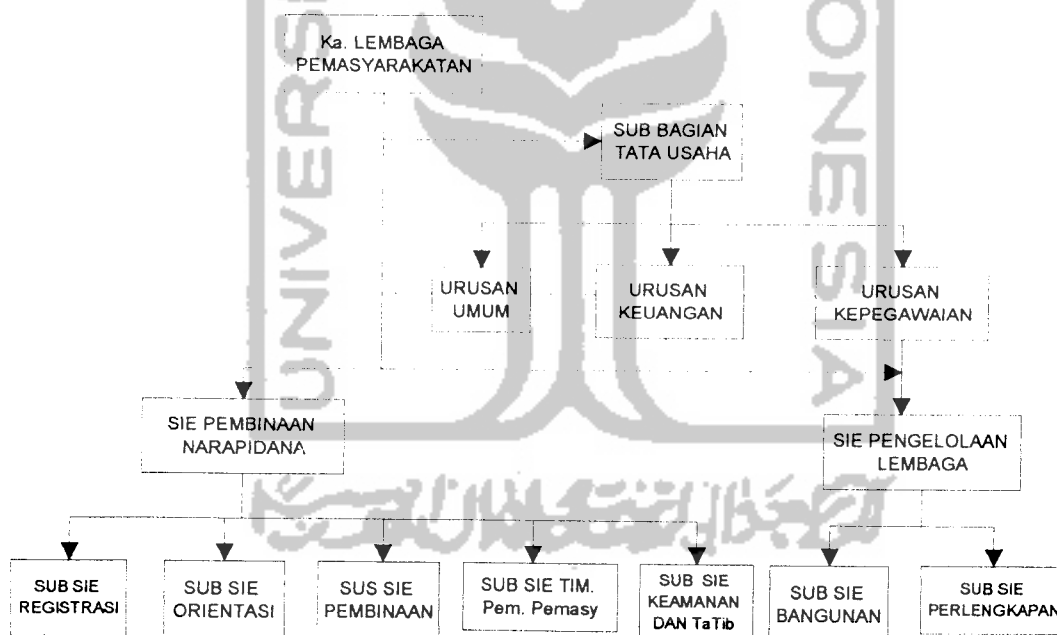 Ka. LEMBAGA
PEMASYARAKATAN
SUB BAGIAN
TATA USAHA
URUSAN
UMUM
URUSAN
KEUANGAN
URUSAN
KEPEGAWAIAN
SIE PEMBINAAN
NARAPIDANA
SIE PENGELOLAAN
LEMBAGA
SUB SIE
REGISTRASI
SUB SIE
ORIENTASI
SUS SIE
PEMBINAAN
SUB SIE TIM.
Pem. Pemasy
SUB SIE
KEAMANAN
DAN TaTib
SUB SIE
BANGUNAN
SUB SIE
PERLENGKAPAN
UNIVERSI
ONESIA